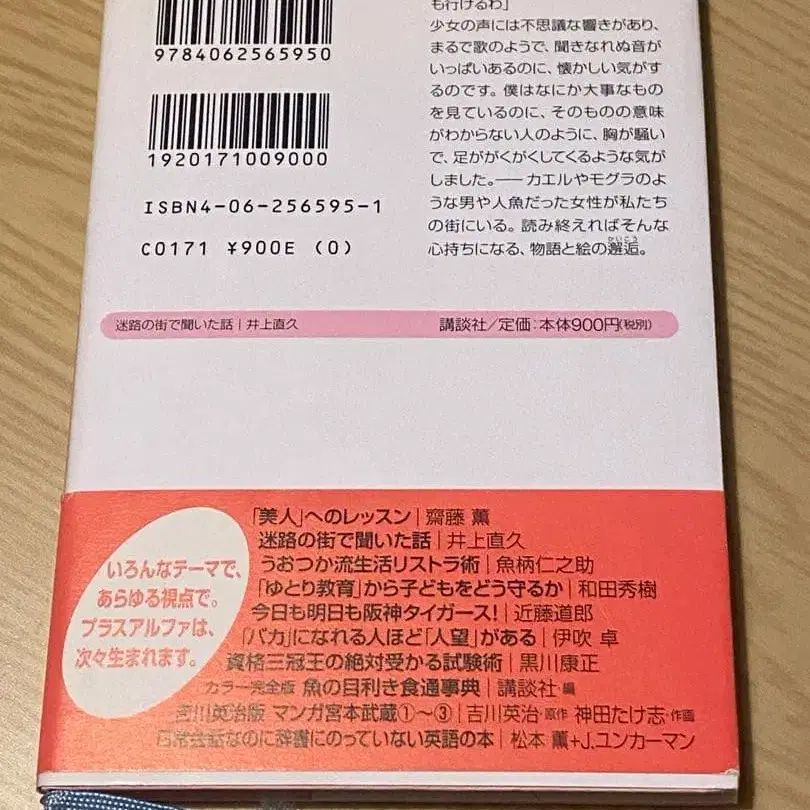 9784062565950
1920171009000
ISBN4-06-256595-1
C0171 ¥900E (0)
も行けるわ」
少女の声には不思議な響きがあり、
まるで歌のようで、聞きなれぬ音が
いっぱいあるのに、懐かしい気がす
るのです。僕はなにか大事なもの
を見ているのに、そのものの意味
がわからない人のように、胸が騒い
で、足ががくがくしてくるような気が
しました。――カエルやモグラのよ
うな男や人魚だった女性が私たち
の街にいる。読み終えればそんな
かいこう
心持ちになる、物語と絵の邂逅。
迷路の街で聞いた話|井上直久 講談社/定価:本体900円(税別)
いろんなテーマで、
あらゆる視点で。
プラスアルファは、
次々生まれます。
「美人」へのレッスン|齋藤 薫
迷路の街で聞いた話|井上直久
うおつか流生活リストラ術|魚柄仁之助
「ゆとり教育」から子どもをどう守るか|和田秀樹
今日も明日も阪神タイガース!|近藤道郎
「バカ」になれる人ほど「人望」がある|伊吹 卓
資格三冠王の絶対受かる試験術|黒川康正
カラー完全版 魚の目利き食通事典|講談社 編
吉川英治版 マンガ宮本武蔵①〜③|吉川英治・原作 神田たけ志・作画
日常会話なのに辞書にのっていない英語の本|松本 薫+J.ユンカーマン